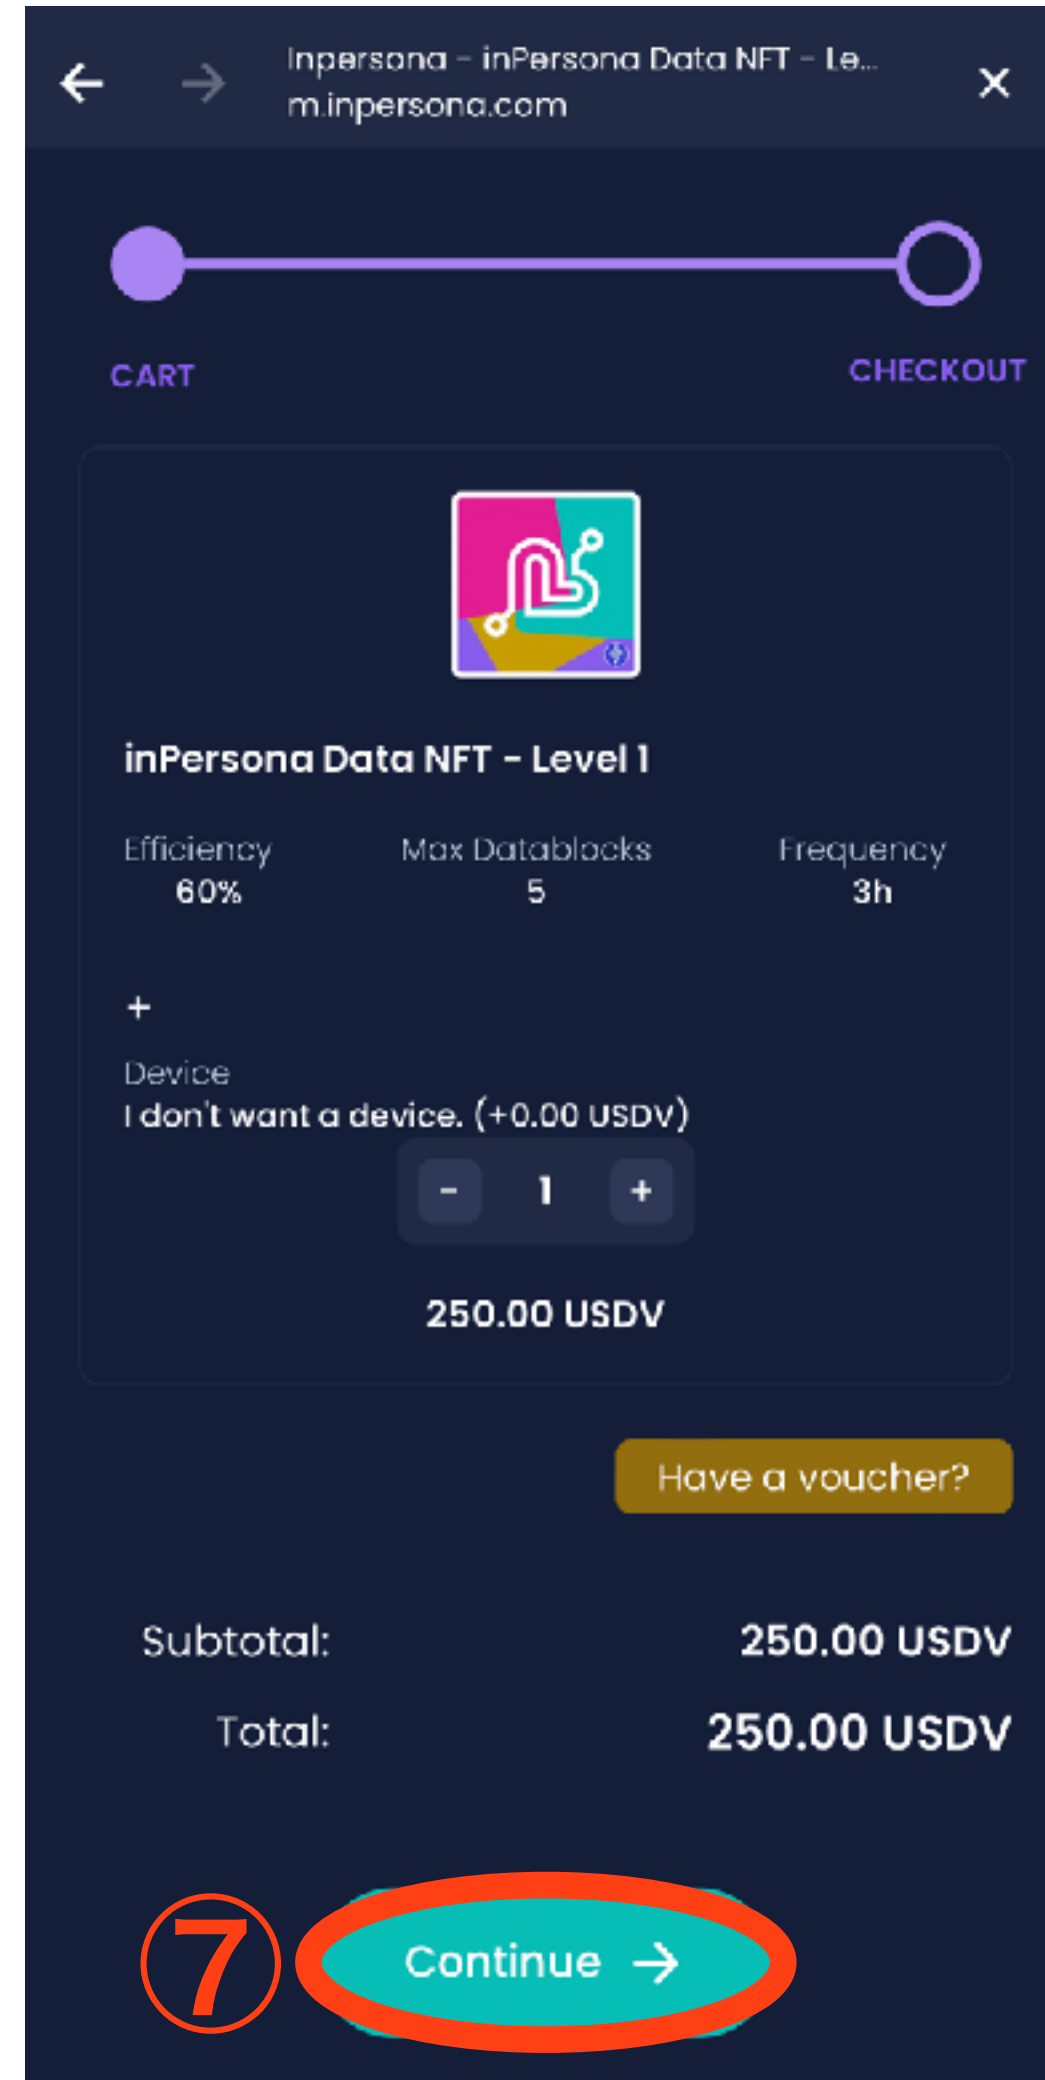 Inpersona - inPersona Data NFT - Le...
m.inpersona.com
CART
CHECKOUT
inPersona Data NFT - Level 1
Efficiency Max Datablocks Frequency
60% 5 3h
+
Device
I don't want a device. (+0.00 USDV)
- 1 +
250.00 USDV
Have a voucher?
Subtotal: 250.00 USDV
Total: 250.00 USDV
⑦ Continue →